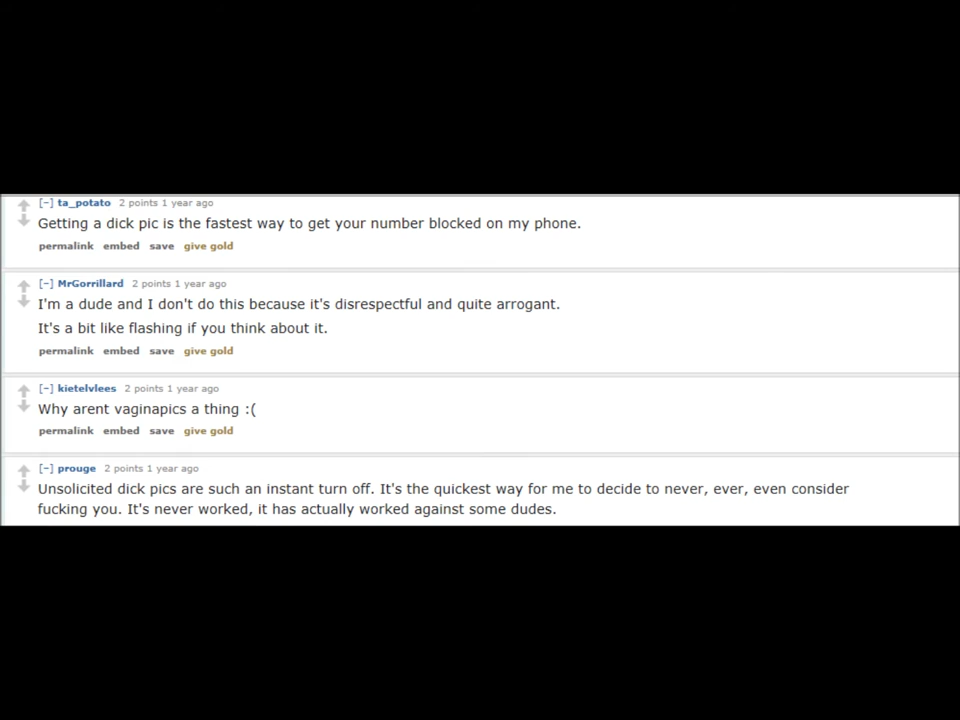 [-] ta_potato 2 points 1 year ago
Getting a dick pic is the fastest way to get your number blocked on my phone.
permalink embed save give gold
[-] MrGorrillard 2 points 1 year ago
I'm a dude and I don't do this because it's disrespectful and quite arrogant.
It's a bit like flashing if you think about it.
permalink embed save give gold
[-] kietelvlees 2 points 1 year ago
Why arent vaginapics a thing :(
permalink embed save give gold
[-] prouge 2 points 1 year ago
Unsolicited dick pics are such an instant turn off. It's the quickest way for me to decide to never, ever, even consider
fucking you. It's never worked, it has actually worked against some dudes.